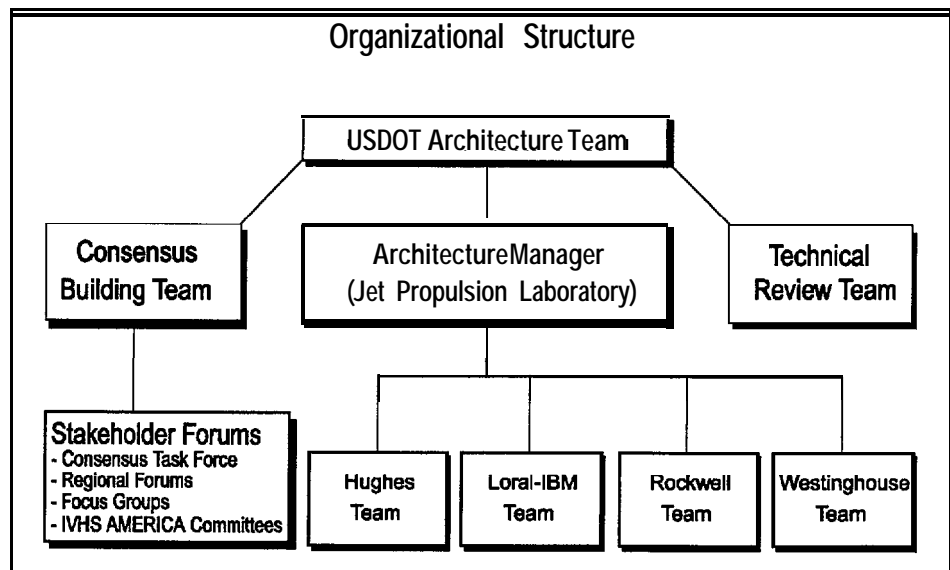 Organizational Structure
USDOT Architecture Team
Consensus
Building Team
ArchitectureManager
(Jet Propulsion Laboratory)
Technical
Review Team
Stakeholder Forums
- Consensus Task Force
- Regional Forums
- Focus Groups
- IVHS AMERICA Committees
Hughes
Team
Loral-IBM
Team
Rockwell
Team
Westinghouse
Team